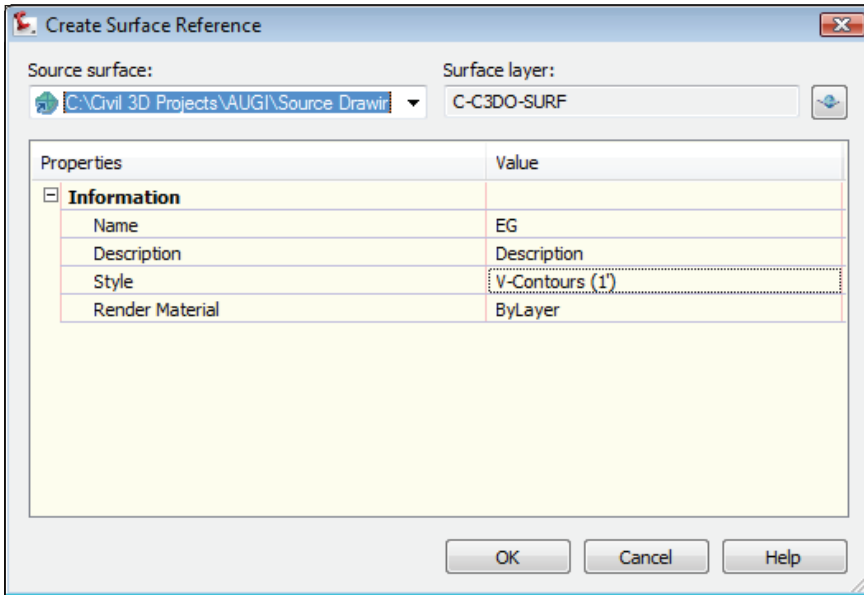 Create Surface Reference
Source surface: Surface layer:
C:\Civil 3D Projects\AUGI\Source Drawir C-C3DO-SURF
Properties Value
Information
Name EG
Description Description
Style V-Contours (1')
Render Material ByLayer
OK Cancel Help